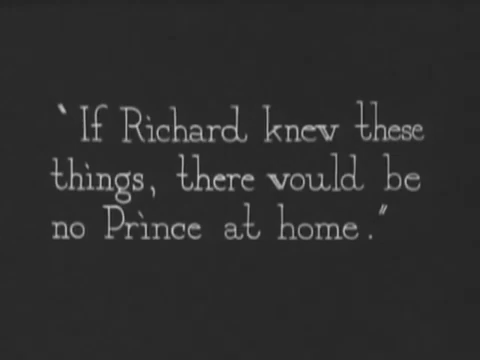 `If Richard knew these
things, there would be
no Prince at home."